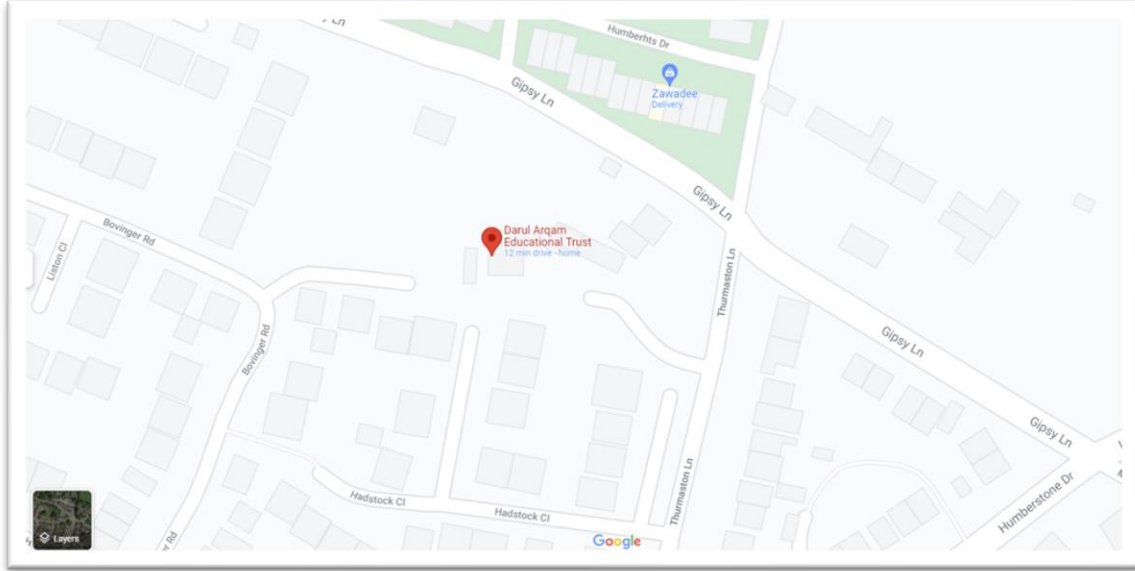 Humberhts Dr
Gipsy Ln
Zawadee
Delivery
Gipsy Ln
Bovinger Rd
Liston Cl
Darul Arqam
Educational Trust
12 min drive - home
Thurmaston Ln
Gipsy Ln
Bovinger Rd
Gipsy Ln
Thurmaston Ln
Humberstone Dr
Hadstock Cl
Hadstock Cl
Layers
Google